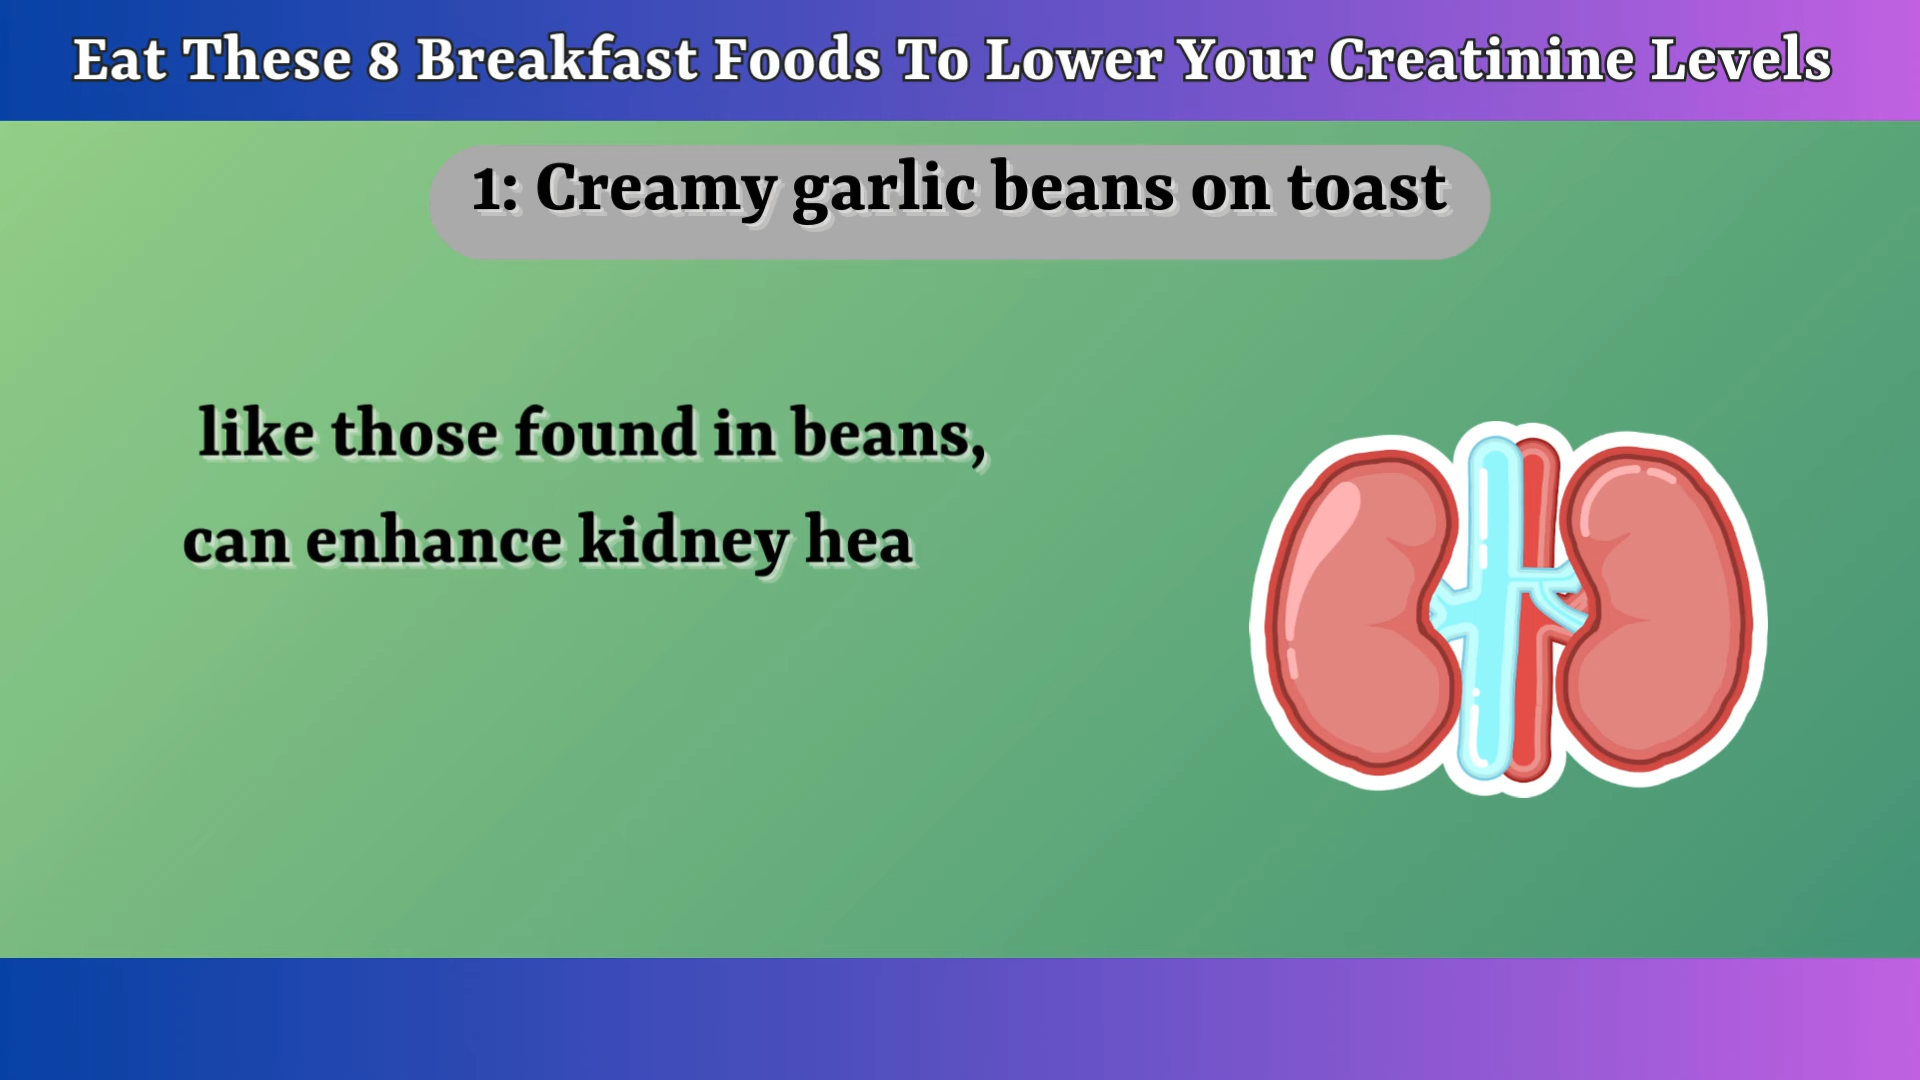 Eat These 8 Breakfast Foods To Lower Your Creatinine Levels
1: Creamy garlic beans on toast
like those found in beans,
can enhance kidney hea